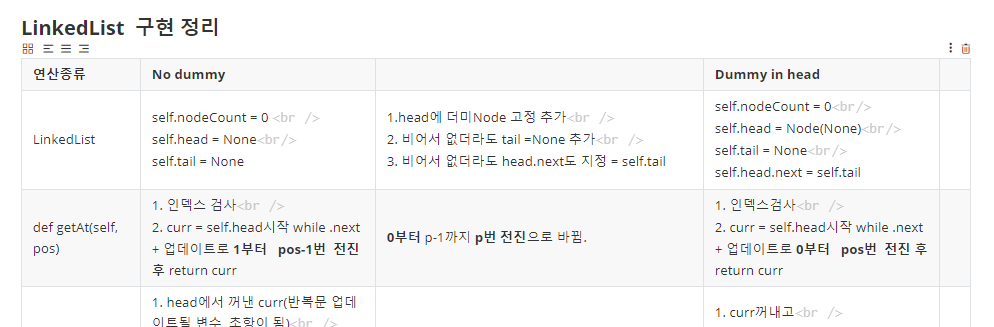 LinkedList 구현 정리
연산종류
No dummy
Dummy in head
LinkedList
self.nodeCount = 0 <br />
self.head = None<br />
self.tail = None
1.head에 더미Node 고정 추가<br />
2. 비어서 없더라도 tail =None 추가<br />
3. 비어서 없더라도 head.next도 지정 = self.tail
self.nodeCount = 0<br/>
self.head = Node(None)<br/>
self.tail = None<br/>
self.head.next = self.tail
def getAt(self,
pos)
1. 인덱스 검사<br />
2. curr = self.head시작 while .next
+ 업데이트로 1부터 pos-1번 전진
후 return curr
0부터 p-1까지 p번 전진으로 바뀜.
1. 인덱스검사<br />
2. curr = self.head시작 while .next
+ 업데이트로 0부터 pos번 전진 후
return curr
1. head에서 꺼낸 curr(반복문 업데
이트될 변수, 초항이 됨)<br />
1. curr꺼내고<br />